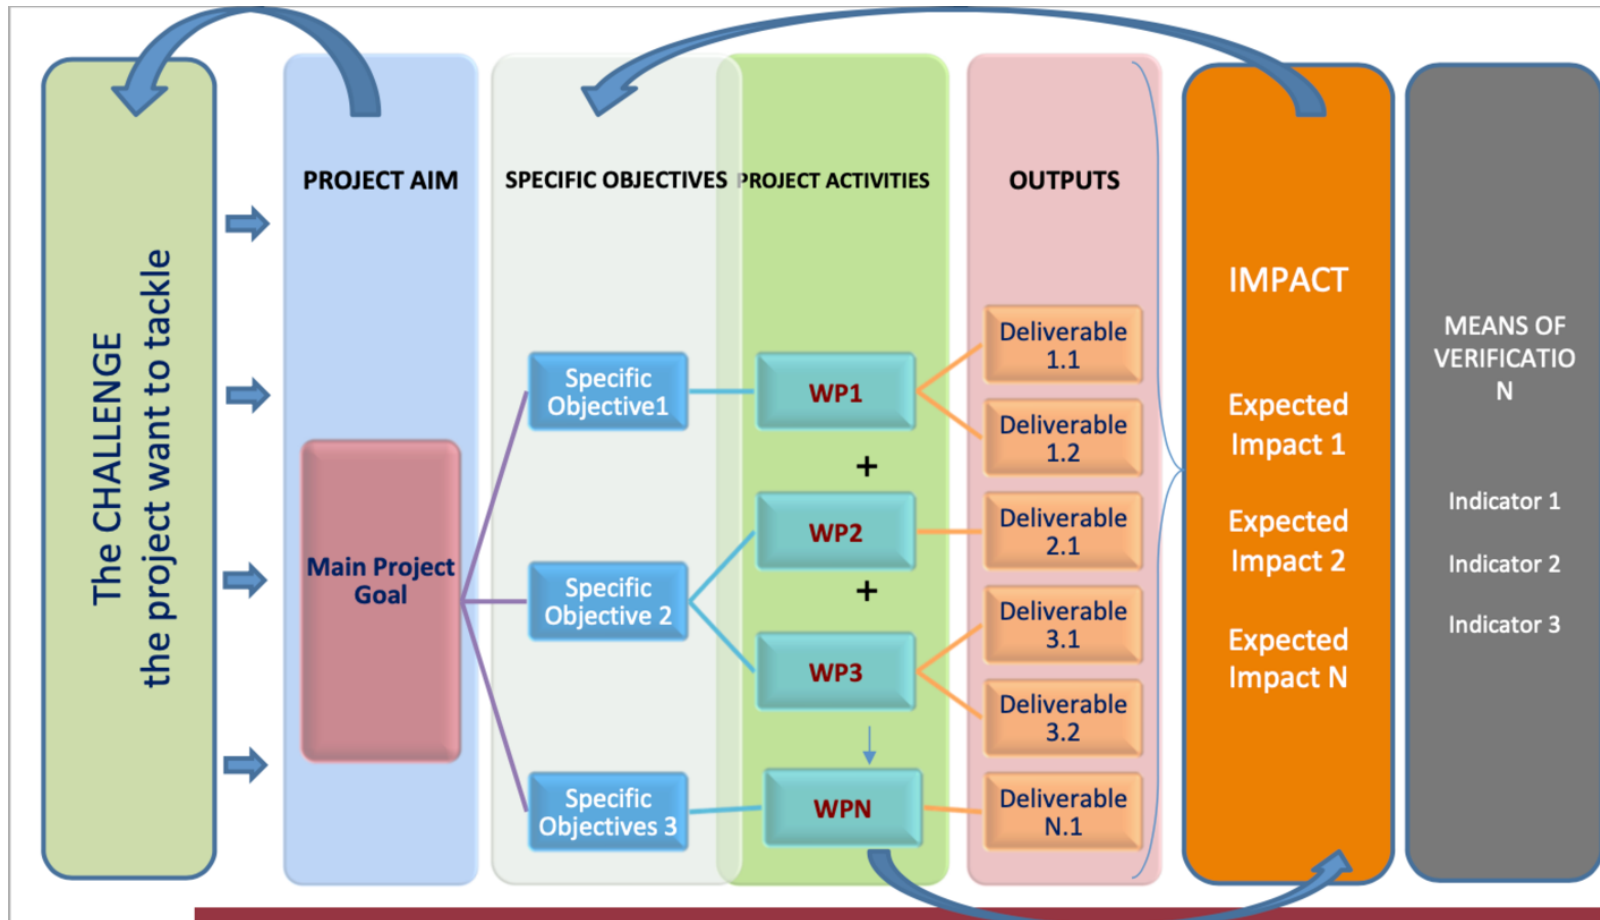 The CHALLENGE
the project want to tackle
PROJECT AIM
Main Project
Goal
SPECIFIC OBJECTIVES
Specific
Objective1
Specific
Objective 2
Specific
Objectives 3
PROJECT ACTIVITIES
WP1
+
WP2
+
WP3
WPN
OUTPUTS
Deliverable
1.1
Deliverable
1.2
Deliverable
2.1
Deliverable
3.1
Deliverable
3.2
Deliverable
N.1
IMPACT
Expected
Impact 1
Expected
Impact 2
Expected
Impact N
MEANS OF
VERIFICATIO
N
Indicator 1
Indicator 2
Indicator 3